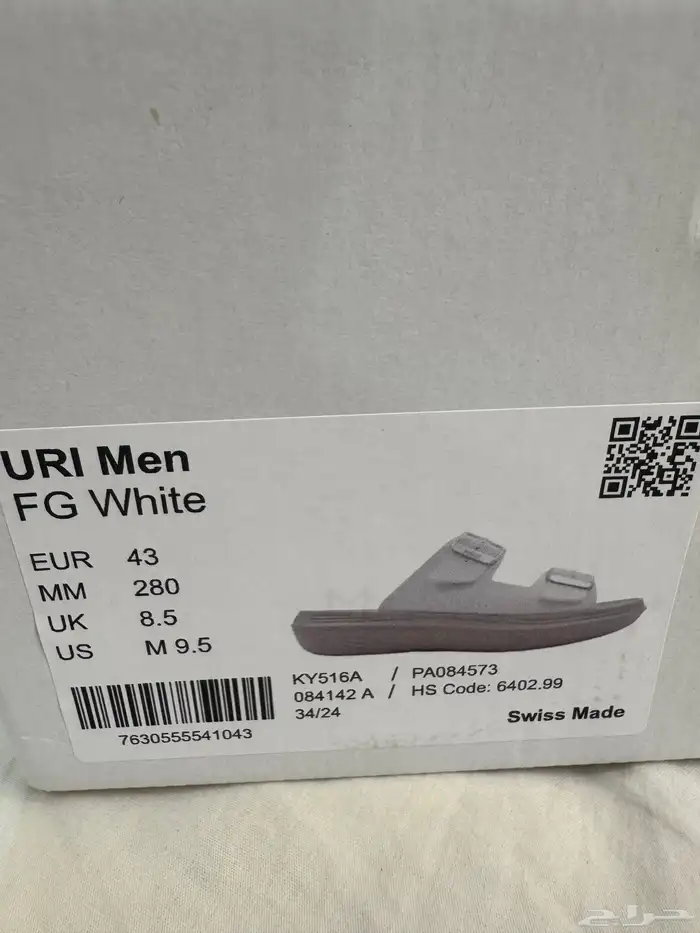 URI Men
FG White
EUR 43
MM 280
UK 8.5
US M 9.5
7630555541043
KY516A / PA084573
084142 A / HS Code: 6402.99
34/24
Swiss Made
حراج